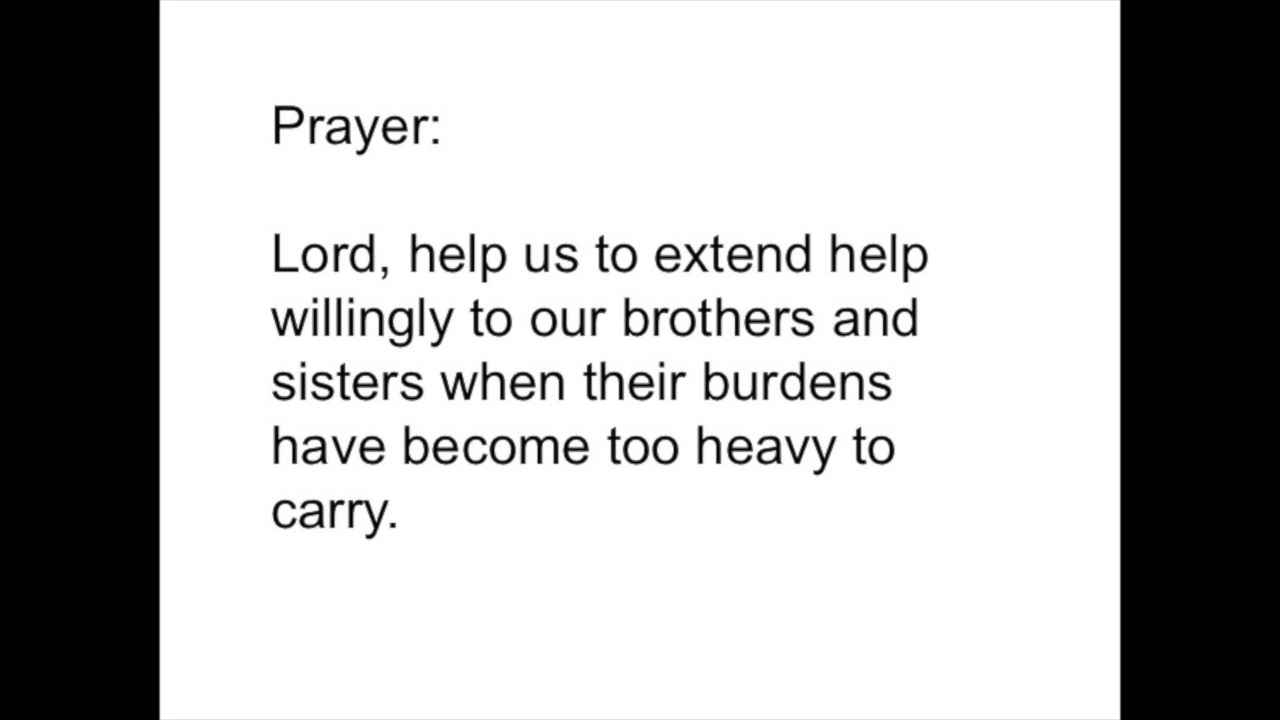 Prayer:
Lord, help us to extend help
willingly to our brothers and
sisters when their burdens
have become too heavy to
carry.